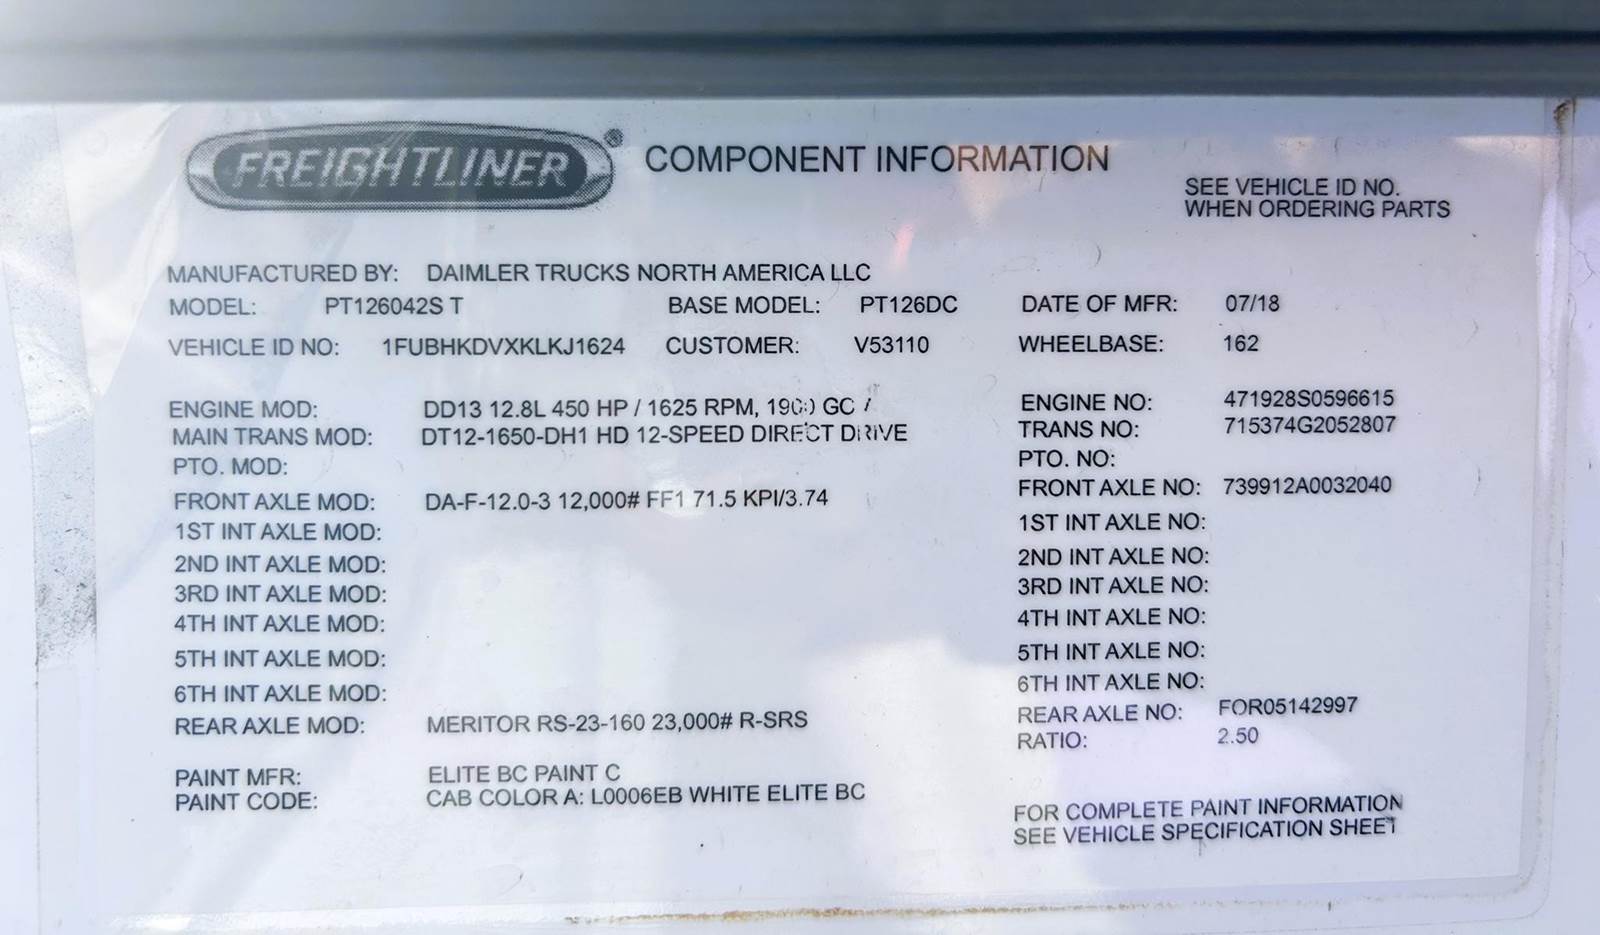 FREIGHTLINER® COMPONENT INFORMATION
SEE VEHICLE ID NO.
WHEN ORDERING PARTS
MANUFACTURED BY: DAIMLER TRUCKS NORTH AMERICA LLC
MODEL: PT126042S T BASE MODEL: PT126DC DATE OF MFR: 07/18
VEHICLE ID NO: 1FUBHKDVXKLKJ1624 CUSTOMER: V53110 WHEELBASE: 162
ENGINE MOD: DD13 12.8L 450 HP / 1625 RPM, ENGINE NO: 471928S0596615
MAIN TRANS MOD: DT12-1650-DH1 HD 12-SPEED DIRECT DRIVE TRANS NO: 715374G2052807
PTO. MOD: PTO. NO:
FRONT AXLE MOD: DA-F-12.0-3 12,000# FF1 71.5 KPI/3.74 FRONT AXLE NO: 739912A0032040
1ST INT AXLE MOD: 1ST INT AXLE NO:
2ND INT AXLE MOD: 2ND INT AXLE NO:
3RD INT AXLE MOD: 3RD INT AXLE NO:
4TH INT AXLE MOD: 4TH INT AXLE NO:
5TH INT AXLE MOD: 5TH INT AXLE NO:
6TH INT AXLE MOD: 6TH INT AXLE NO:
REAR AXLE MOD: MERITOR RS-23-160 23,000# R-SRS REAR AXLE NO: FOR05142997
RATIO: 2.50
PAINT MFR: ELITE BC PAINT C
PAINT CODE: CAB COLOR A: L0006EB WHITE ELITE BC
FOR COMPLETE PAINT INFORMATION
SEE VEHICLE SPECIFICATION SHEET